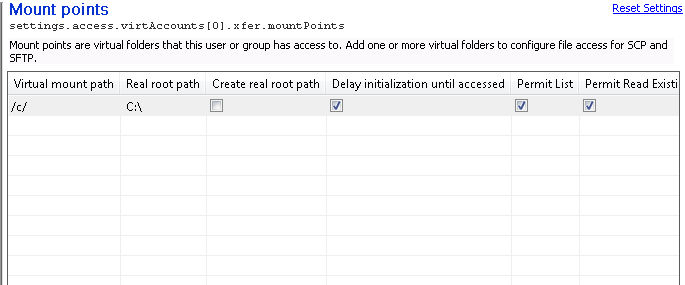 Mount points
Reset Settings
settings.access.virtAccounts[0].xfer.mountPoints
Mount points are virtual folders that this user or group has access to. Add one or more virtual folders to configure file access for SCP and
SFTP.
Virtual mount path Real root path Create real root path Delay initialization until accessed Permit List Permit Read Existi
/c/ C:\